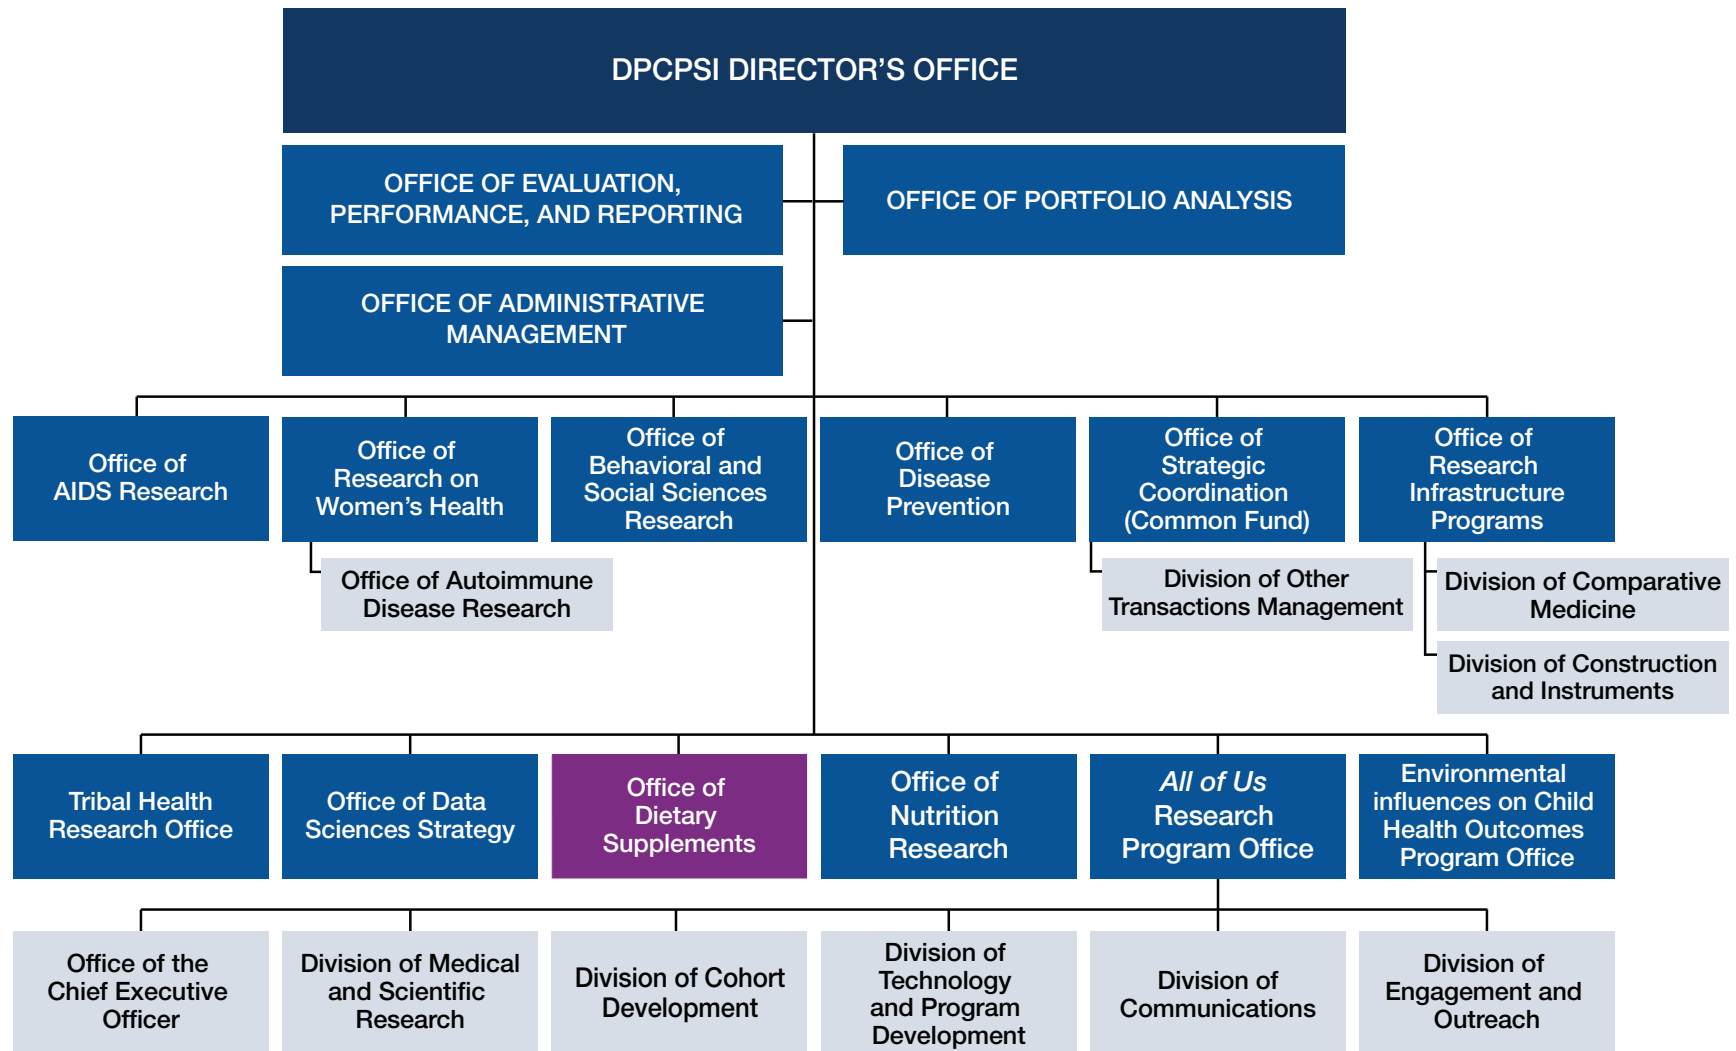 DPCPSI DIRECTOR’S OFFICE
OFFICE OF EVALUATION,
PERFORMANCE, AND REPORTING
OFFICE OF PORTFOLIO ANALYSIS
OFFICE OF ADMINISTRATIVE
MANAGEMENT
Office of
AIDS Research
Office of
Research on
Women’s Health
Office of
Behavioral and
Social Sciences
Research
Office of
Disease
Prevention
Office of
Strategic
Coordination
(Common Fund)
Office of
Research
Infrastructure
Programs
Office of Autoimmune
Disease Research
Division of Other
Transactions Management
Division of Comparative
Medicine
Division of Construction
and Instruments
Tribal Health
Research Office
Office of Data
Sciences Strategy
Office of
Dietary
Supplements
Office of
Nutrition
Research
All of Us
Research
Program Office
Environmental
influences on Child
Health Outcomes
Program Office
Office of the
Chief Executive
Officer
Division of Medical
and Scientific
Research
Division of Cohort
Development
Division of
Technology
and Program
Development
Division of
Communications
Division of
Engagement and
Outreach